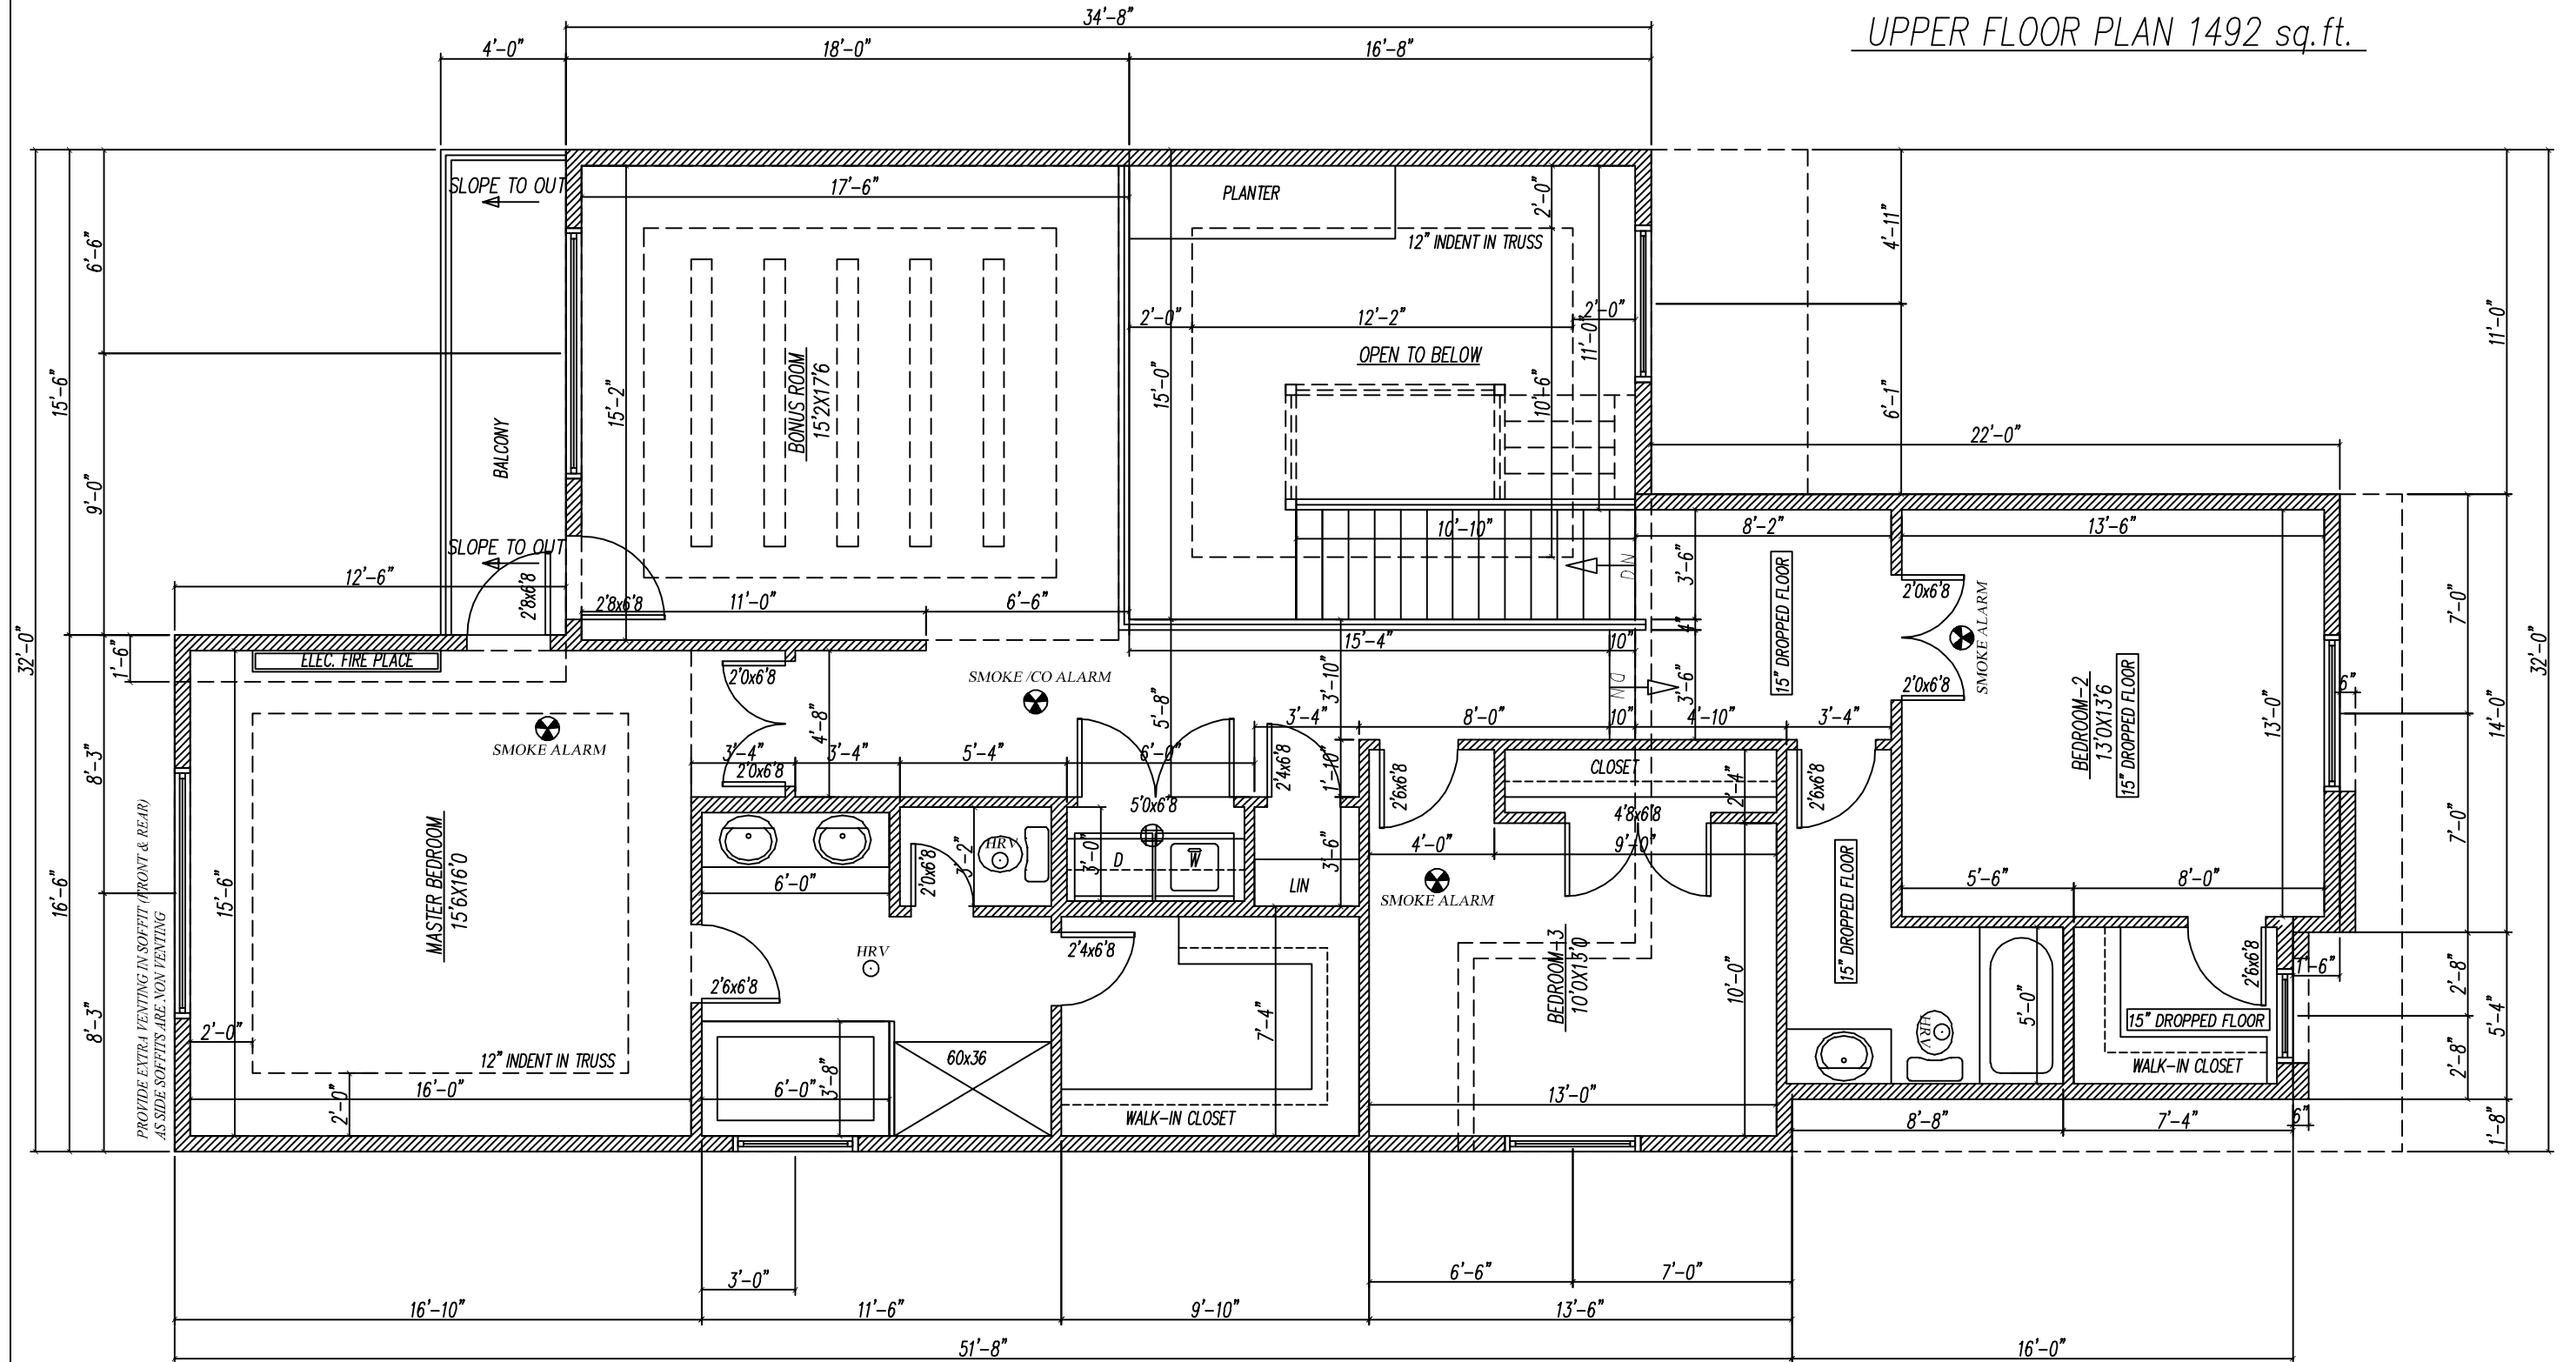 34'-8"
UPPER FLOOR PLAN 1492 sq.ft.
4'-0"
18'-0"
16'-8"
SLOPE TO OUT
17'-6"
PLANTER
2'-0"
12" INDENT IN TRUSS
4'-11"
6'-6"
11'-0"
2'-0"
12'-2"
2'-0"
11'-0"
OPEN TO BELOW
15'-6"
15'-2"
BONUS ROOM
15'2X17'6
15'-0"
10'-6"
6'-1"
22'-0"
BALCONY
9'-0"
10'-10"
8'-2"
13'-6"
SLOPE TO OUT
12'-6"
2'8x6'8
2'8x6'8
11'-0"
6'-6"
DN
3'-6"
15" DROPPED FLOOR
2'0x6'8
SMOKE ALARM
7'-0"
32'-0"
32'-0"
1'-6"
ELEC. FIRE PLACE
15'-4"
10"
4"
2'0x6'8
SMOKE /CO ALARM
3'-10"
DN
3'-6"
2'0x6'8
BEDROOM-2
13'0X13'6
15" DROPPED FLOOR
6"
13'-0"
14'-0"
SMOKE ALARM
4'-8"
5'-8"
3'-4"
8'-0"
10"
4'-10"
3'-4"
8'-3"
3'-4"
3'-4"
5'-4"
6'-0"
2'0x6'8
2'4x6'8
1'-10"
2'6x6'8
CLOSET
2'-4"
2'6x6'8
5'0x6'8
4'8x6'8
7'-0"
PROVIDE EXTRA VENTING IN SOFFIT (FRONT & REAR)
AS SIDE SOFFITS ARE NON VENTING
16'-6"
15'-6"
MASTER BEDROOM
15'6X16'0
6'-0"
2'0x6'8
3'-2"
HRV
3'-0"
D
W
LIN
3'-6"
4'-0"
9'-0"
SMOKE ALARM
15" DROPPED FLOOR
5'-6"
8'-0"
HRV
2'4x6'8
2'6x6'8
BEDROOM-3
10'0X13'0
10'-0"
2'6x6'8
1'-6"
2'-8"
5'-4"
8'-3"
2'-0"
12" INDENT IN TRUSS
60x36
7'-4"
HRV
5'-0"
15" DROPPED FLOOR
2'-8"
WALK-IN CLOSET
16'-0"
2'-0"
6'-0"
3'-8"
WALK-IN CLOSET
13'-0"
8'-8"
7'-4"
6"
1'-8"
3'-0"
6'-6"
7'-0"
16'-10"
11'-6"
9'-10"
13'-6"
51'-8"
16'-0"